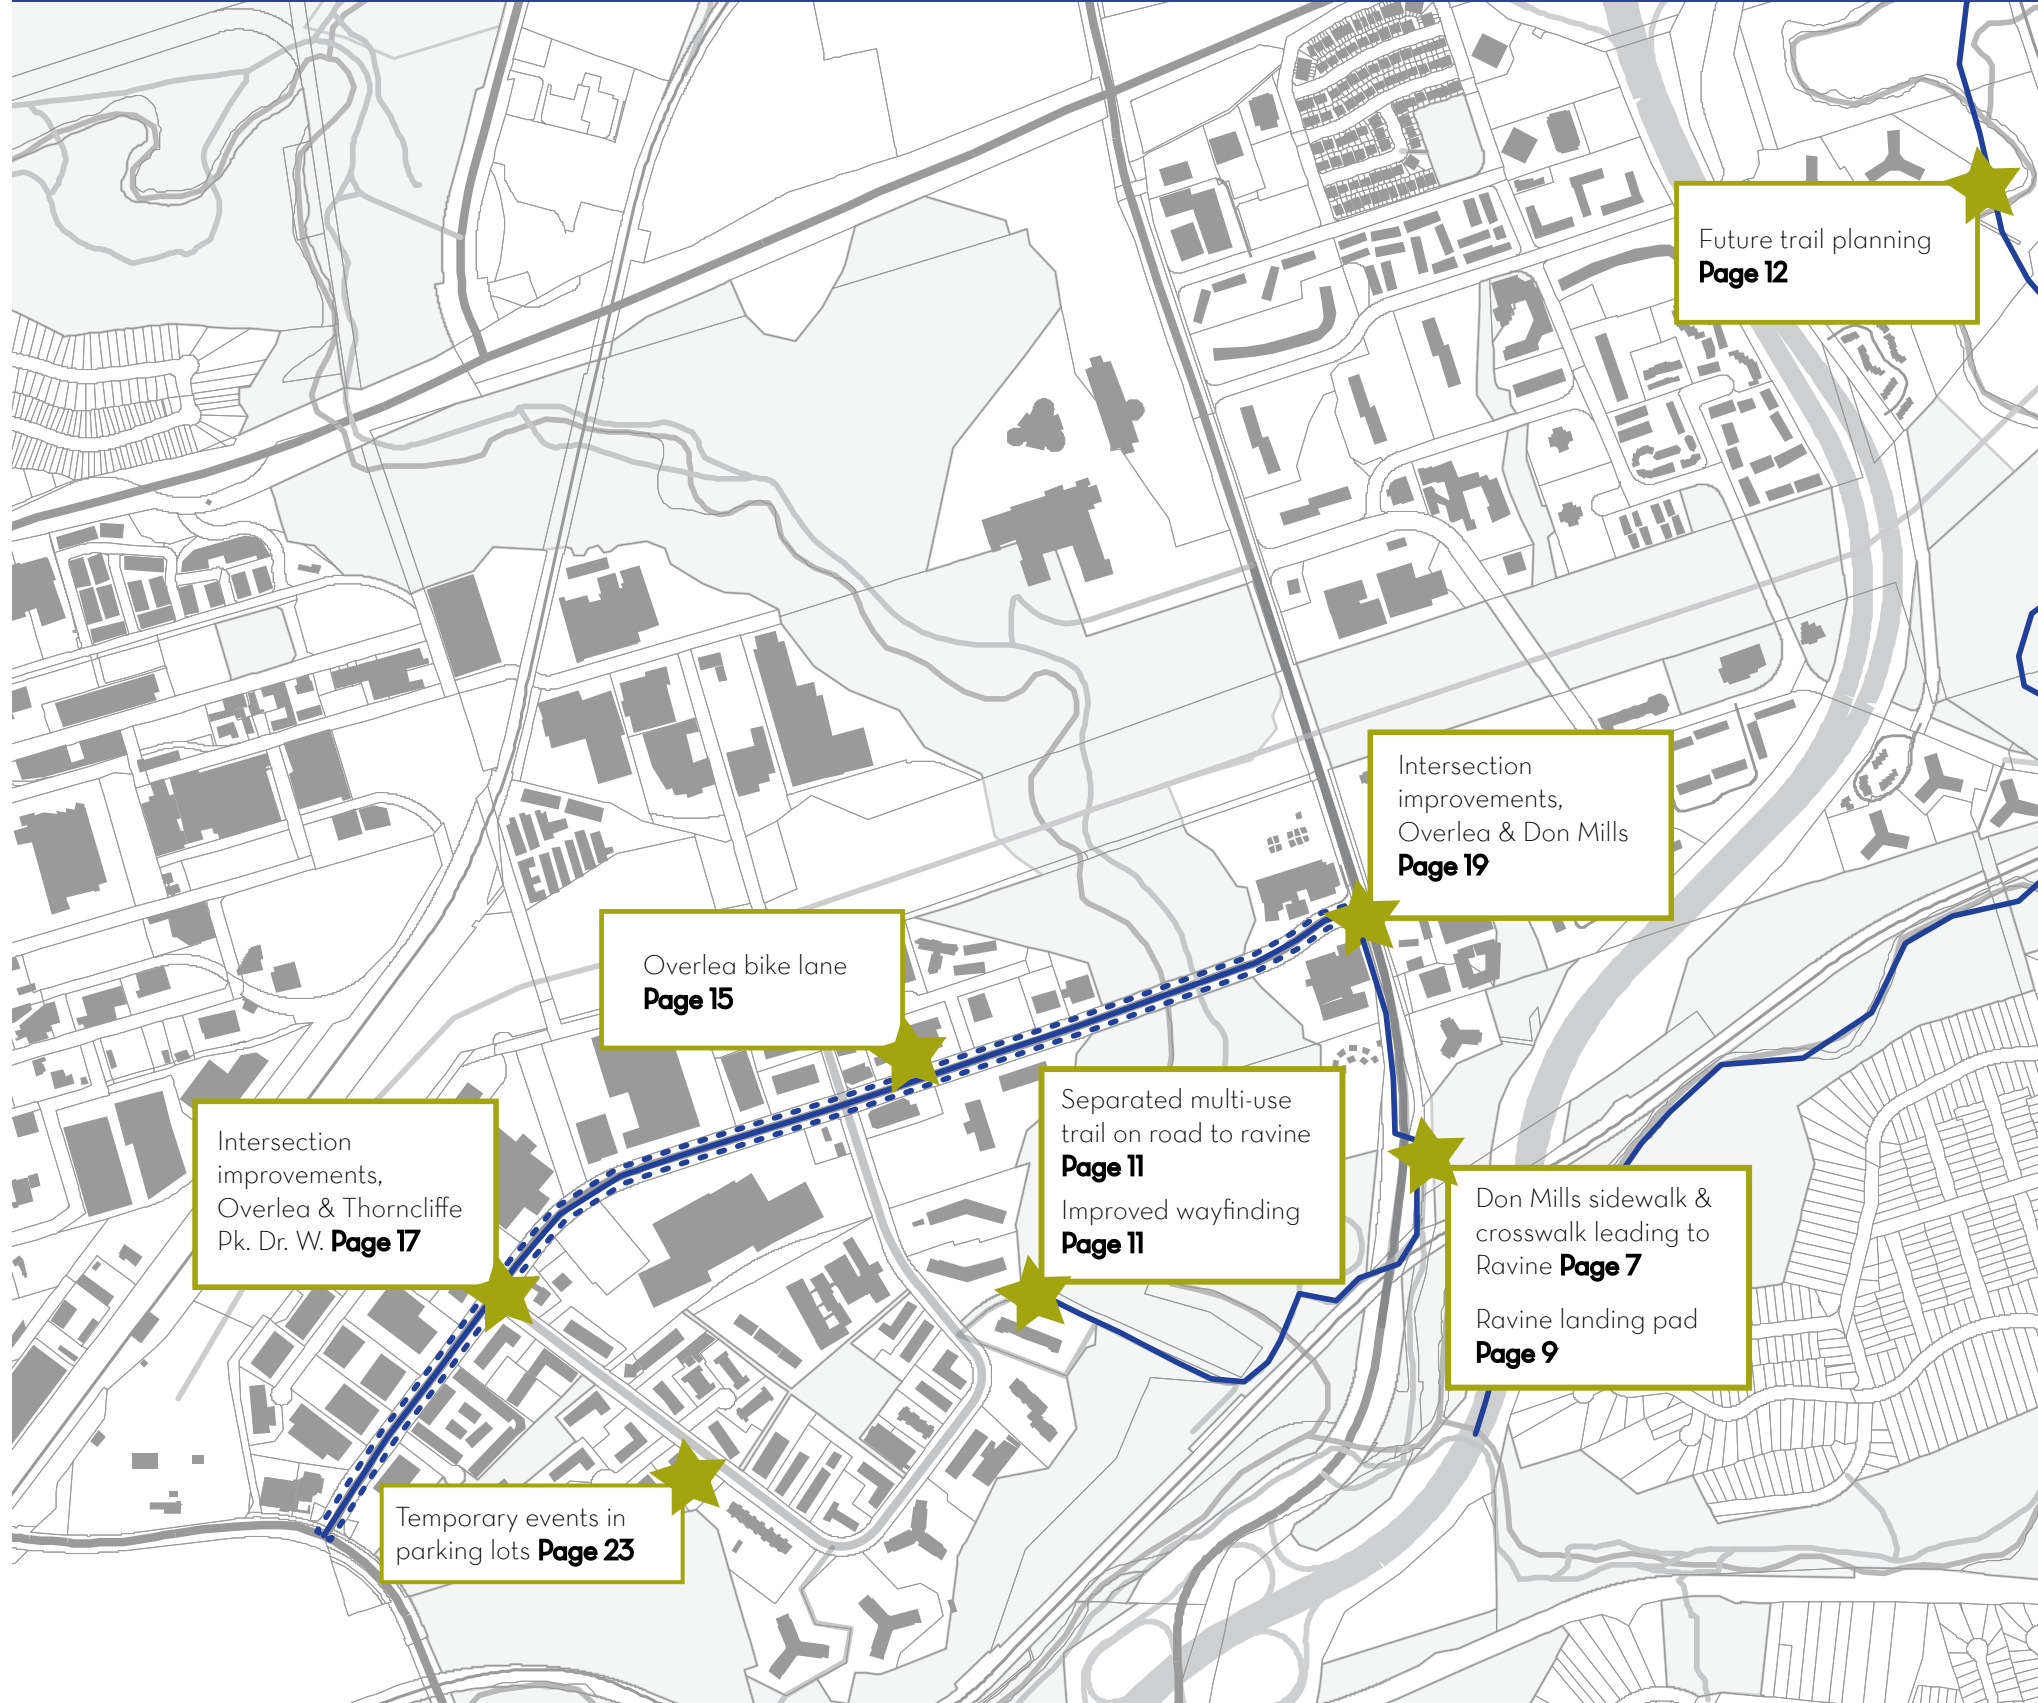 Future trail planning
Page 12
Intersection
improvements,
Overlea & Don Mills
Page 19
Overlea bike lane
Page 15
Separated multi-use
trail on road to ravine
Page 11
Improved wayfinding
Page 11
Intersection
improvements,
Overlea & Thorncliffe
Pk. Dr. W. Page 17
Don Mills sidewalk &
crosswalk leading to
Ravine Page 7
Ravine landing pad
Page 9
Temporary events in
parking lots Page 23